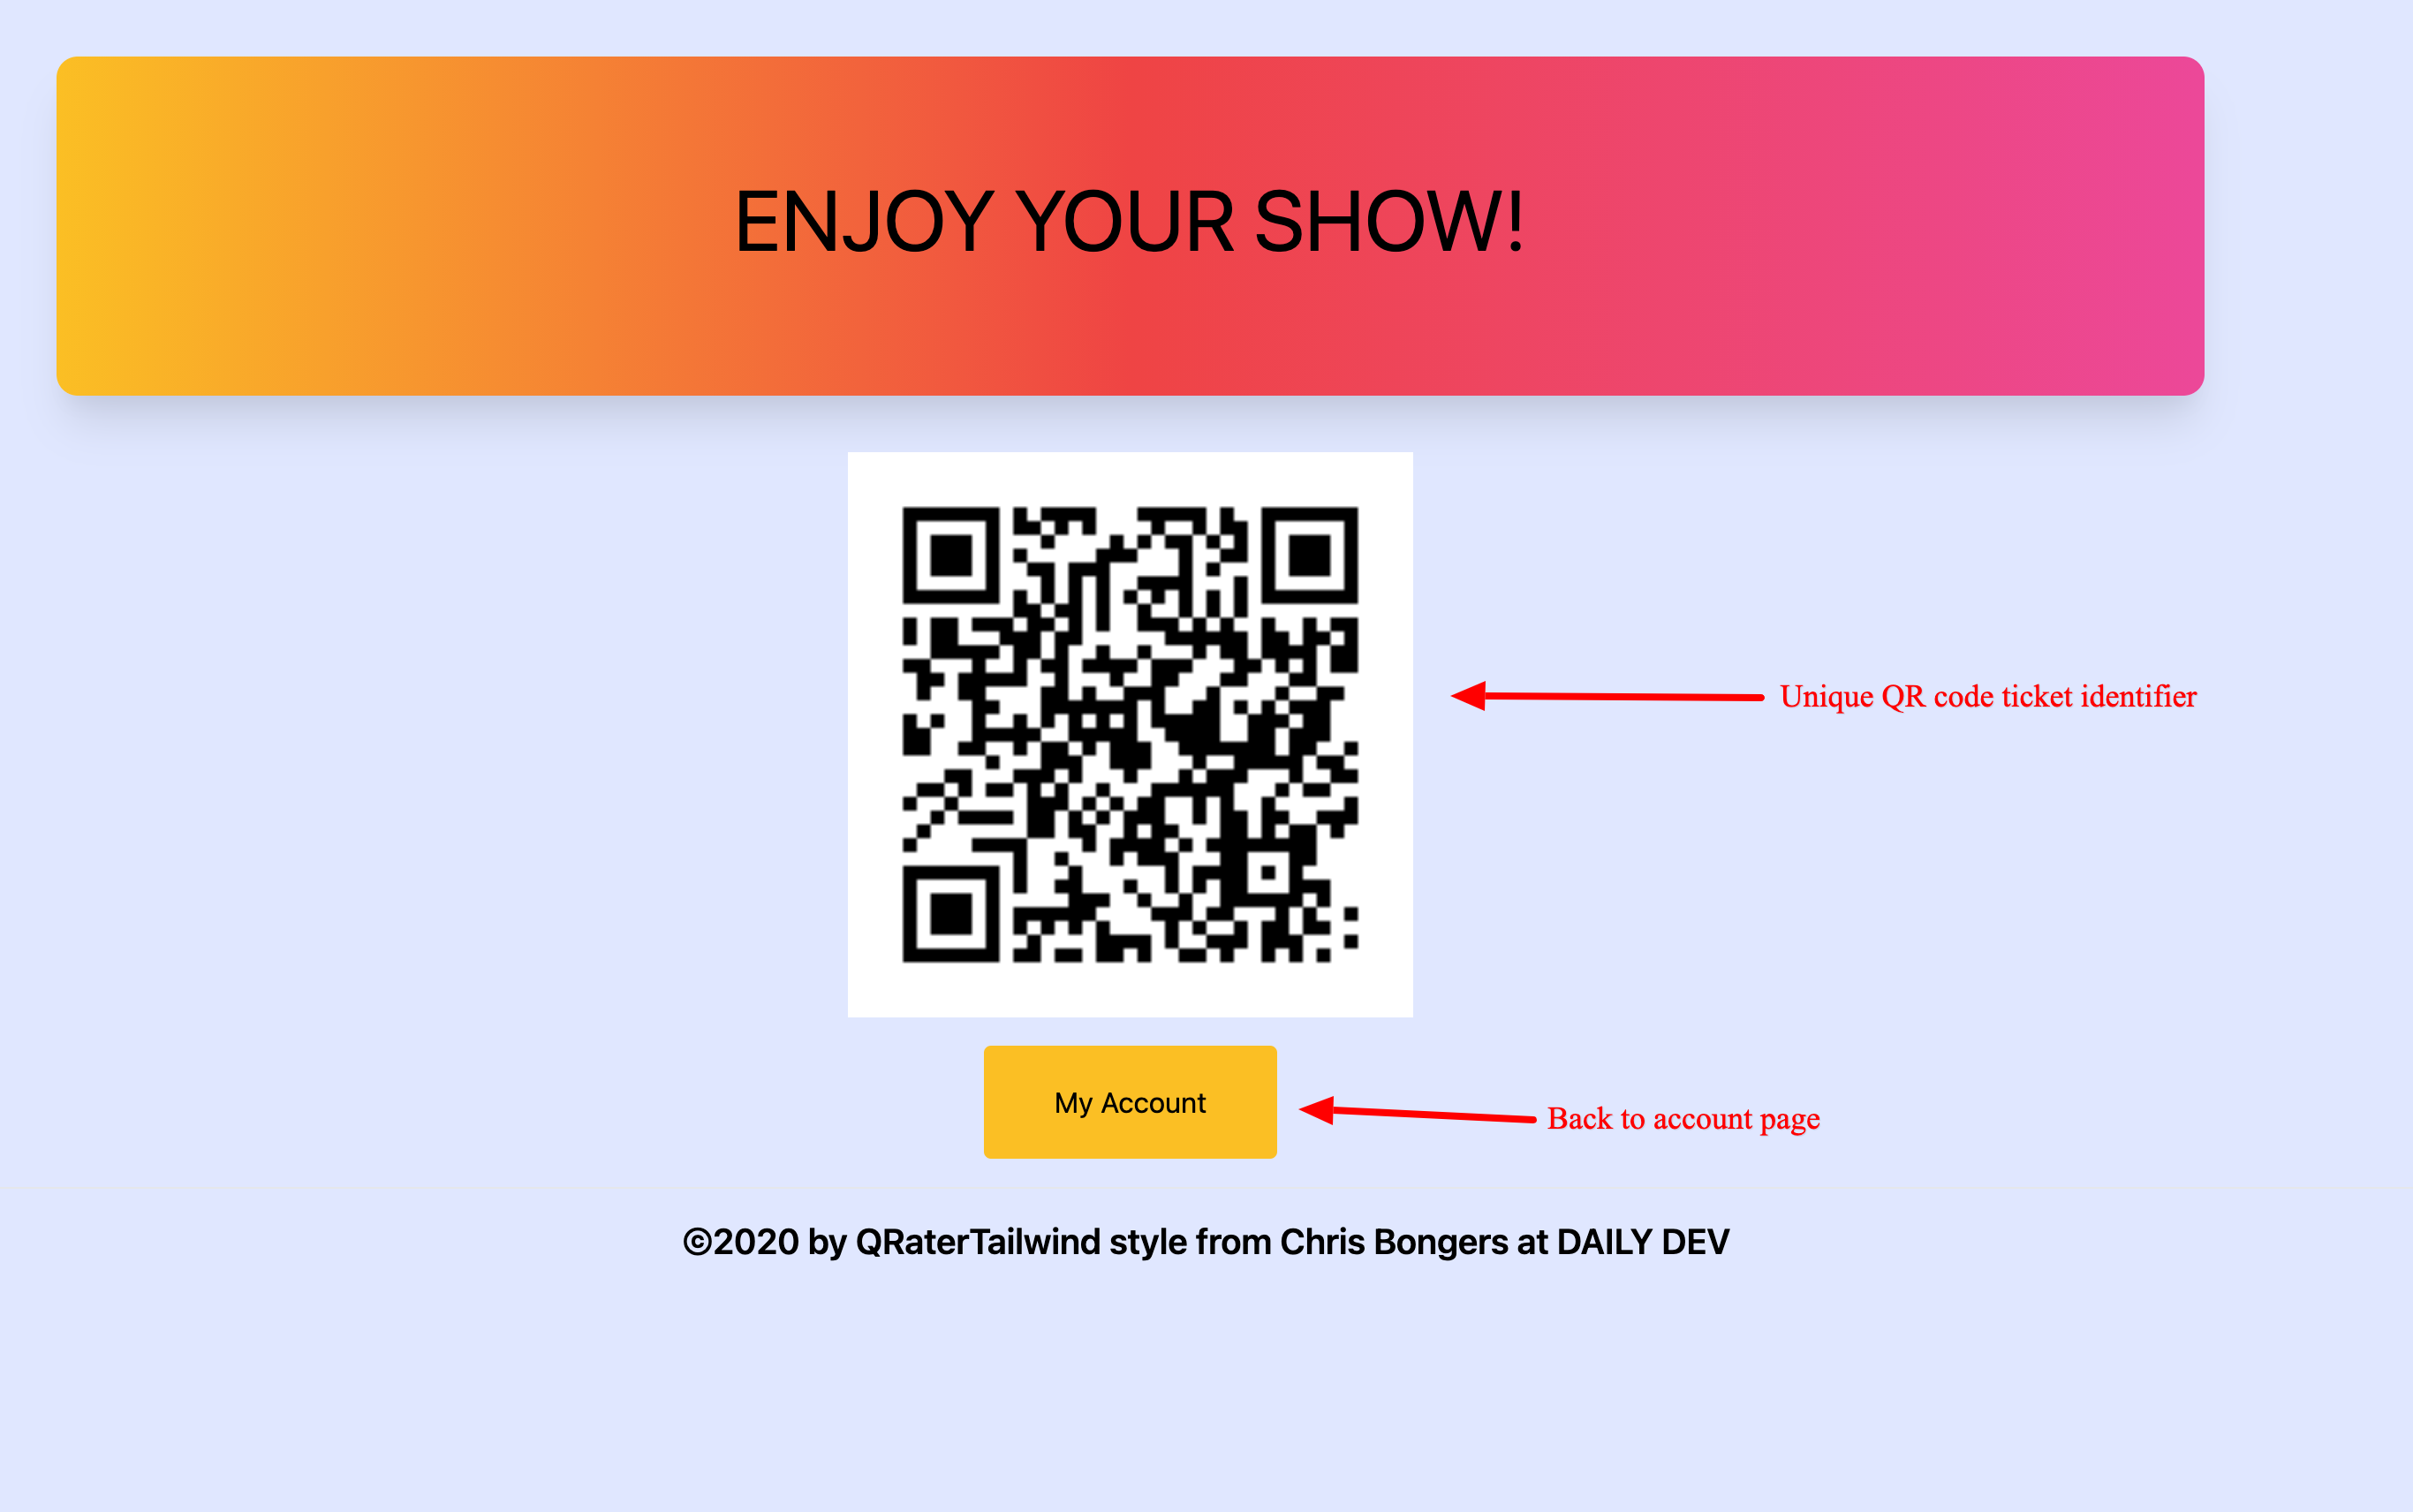 ENJOY YOUR SHOW!
Unique QR code ticket identifier
My Account
Back to account page
©2020 by QRaterTailwind style from Chris Bongers at DAILY DEV